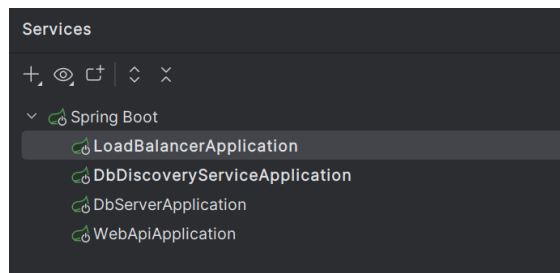 Services
Spring Boot
LoadBalancerApplication
DbDiscoveryServiceApplication
DbServerApplication
WebApiApplication